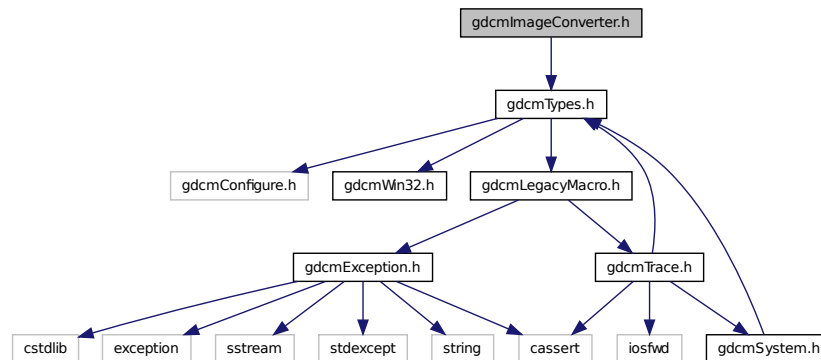 gdcmImageConverter.h
gdcmTypes.h
gdcmConfigure.h
gdcmWin32.h
gdcmLegacyMacro.h
gdcmException.h
gdcmTrace.h
cstdlib
exception
sstream
stdexcept
string
cassert
iosfwd
gdcmSystem.h